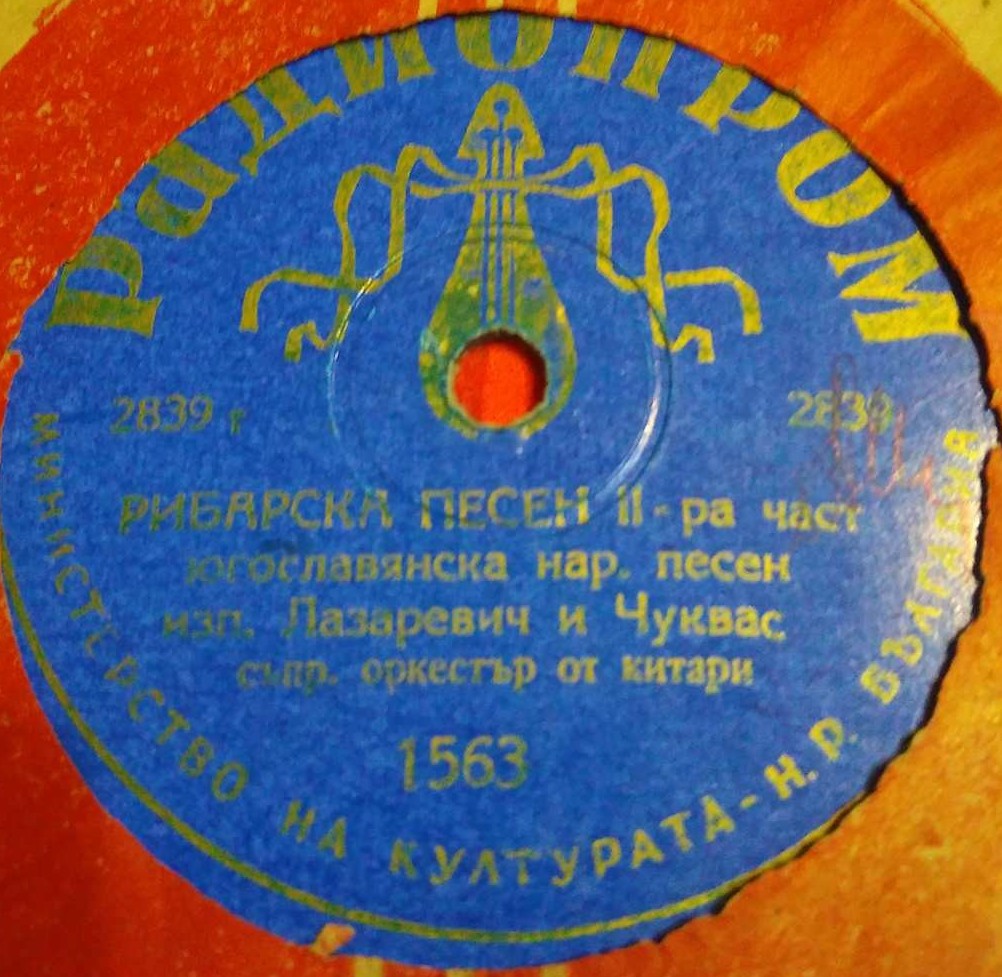 Радиопром
2839 г 2839
РИБАРСКА ПЕСЕН II-ра част
югославянска нар. песен
изп. Лазаревич и Чуквас
съпр. оркестър от китари
1563
МИНИСТЕРСТВО НА КУЛТУРАТА - Н. Р. БЪЛГАРИЯ